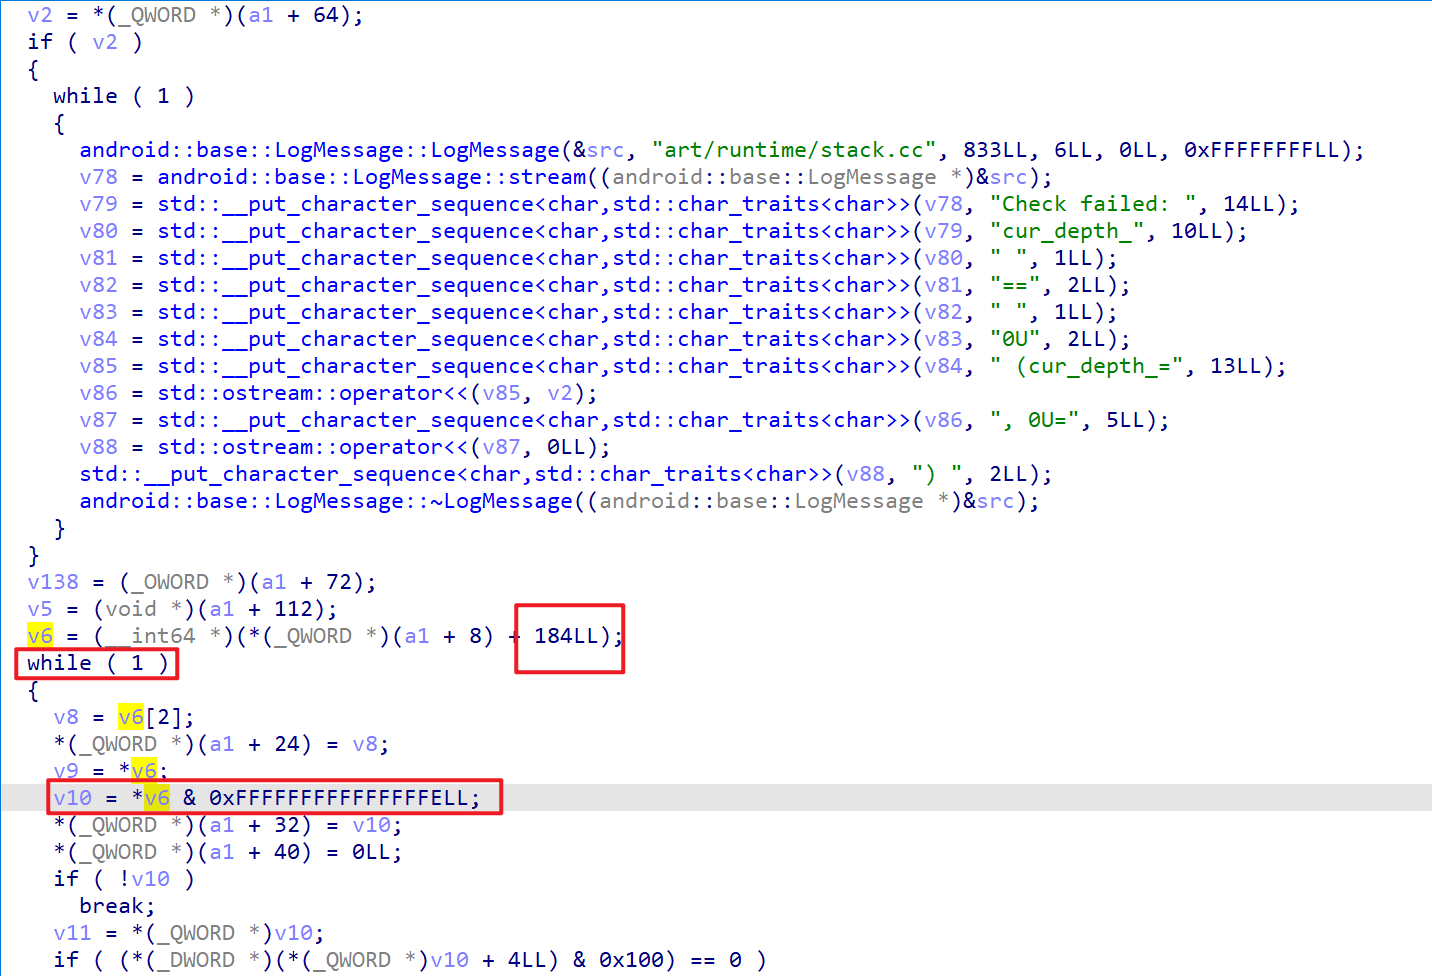 v2 = *(_QWORD *)(a1 + 64);
if ( v2 )
{
while ( 1 )
{
android::base::LogMessage::LogMessage(&src, "art/runtime/stack.cc", 833LL, 6LL, 0LL, 0xFFFFFFFFLL);
v78 = android::base::LogMessage::stream((android::base::LogMessage *)&src);
v79 = std::__put_character_sequence<char,std::char_traits<char>>(v78, "Check failed: ", 14LL);
v80 = std::__put_character_sequence<char,std::char_traits<char>>(v79, "cur_depth_", 10LL);
v81 = std::__put_character_sequence<char,std::char_traits<char>>(v80, " ", 1LL);
v82 = std::__put_character_sequence<char,std::char_traits<char>>(v81, "==", 2LL);
v83 = std::__put_character_sequence<char,std::char_traits<char>>(v82, " ", 1LL);
v84 = std::__put_character_sequence<char,std::char_traits<char>>(v83, "0U", 2LL);
v85 = std::__put_character_sequence<char,std::char_traits<char>>(v84, " (cur_depth_=", 13LL);
v86 = std::ostream::operator<<(v85, v2);
v87 = std::__put_character_sequence<char,std::char_traits<char>>(v86, ", 0U=", 5LL);
v88 = std::ostream::operator<<(v87, 0LL);
std::__put_character_sequence<char,std::char_traits<char>>(v88, ") ", 2LL);
android::base::LogMessage::~LogMessage((android::base::LogMessage *)&src);
}
}
v138 = (_OWORD *)(a1 + 72);
v5 = (void *)(a1 + 112);
v6 = (__int64 *)(*(_QWORD *)(a1 + 8) + 184LL);
while ( 1 )
{
v8 = v6[2];
*(_QWORD *)(a1 + 24) = v8;
v9 = *v6;
v10 = *v6 & 0xFFFFFFFFFFFFFFFELL;
*(_QWORD *)(a1 + 32) = v10;
*(_QWORD *)(a1 + 40) = 0LL;
if ( !v10 )
break;
v11 = *(_QWORD *)v10;
if ( (*(_DWORD *)(*(_QWORD *)v10 + 4LL) & 0x100) == 0 )